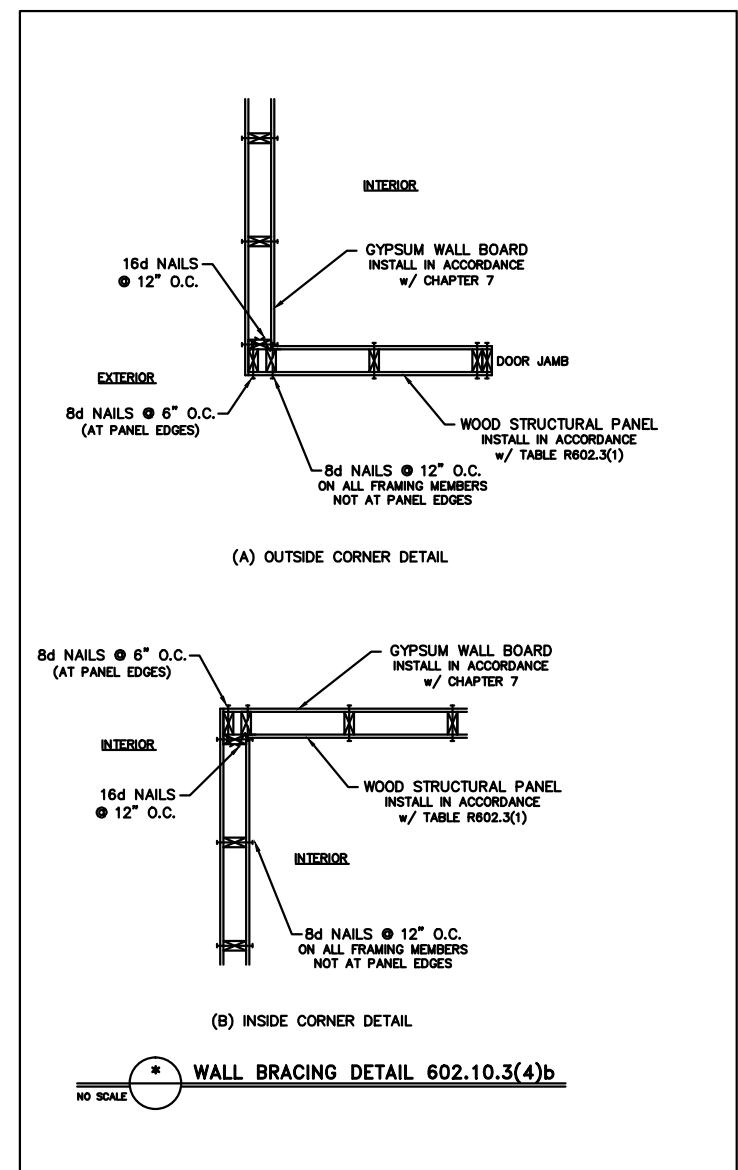 INTERIOR
16d NAILS
@ 12" O.C.
GYPSUM WALL BOARD
INSTALL IN ACCORDANCE
w/ CHAPTER 7
EXTERIOR
DOOR JAMB
8d NAILS @ 6" O.C.
(AT PANEL EDGES)
WOOD STRUCTURAL PANEL
INSTALL IN ACCORDANCE
w/ TABLE R602.3(1)
8d NAILS @ 12" O.C.
ON ALL FRAMING MEMBERS
NOT AT PANEL EDGES
(A) OUTSIDE CORNER DETAIL
8d NAILS @ 6" O.C.
(AT PANEL EDGES)
GYPSUM WALL BOARD
INSTALL IN ACCORDANCE
w/ CHAPTER 7
INTERIOR
16d NAILS
@ 12" O.C.
WOOD STRUCTURAL PANEL
INSTALL IN ACCORDANCE
w/ TABLE R602.3(1)
INTERIOR
8d NAILS @ 12" O.C.
ON ALL FRAMING MEMBERS
NOT AT PANEL EDGES
(B) INSIDE CORNER DETAIL
* WALL BRACING DETAIL 602.10.3(4)b
NO SCALE